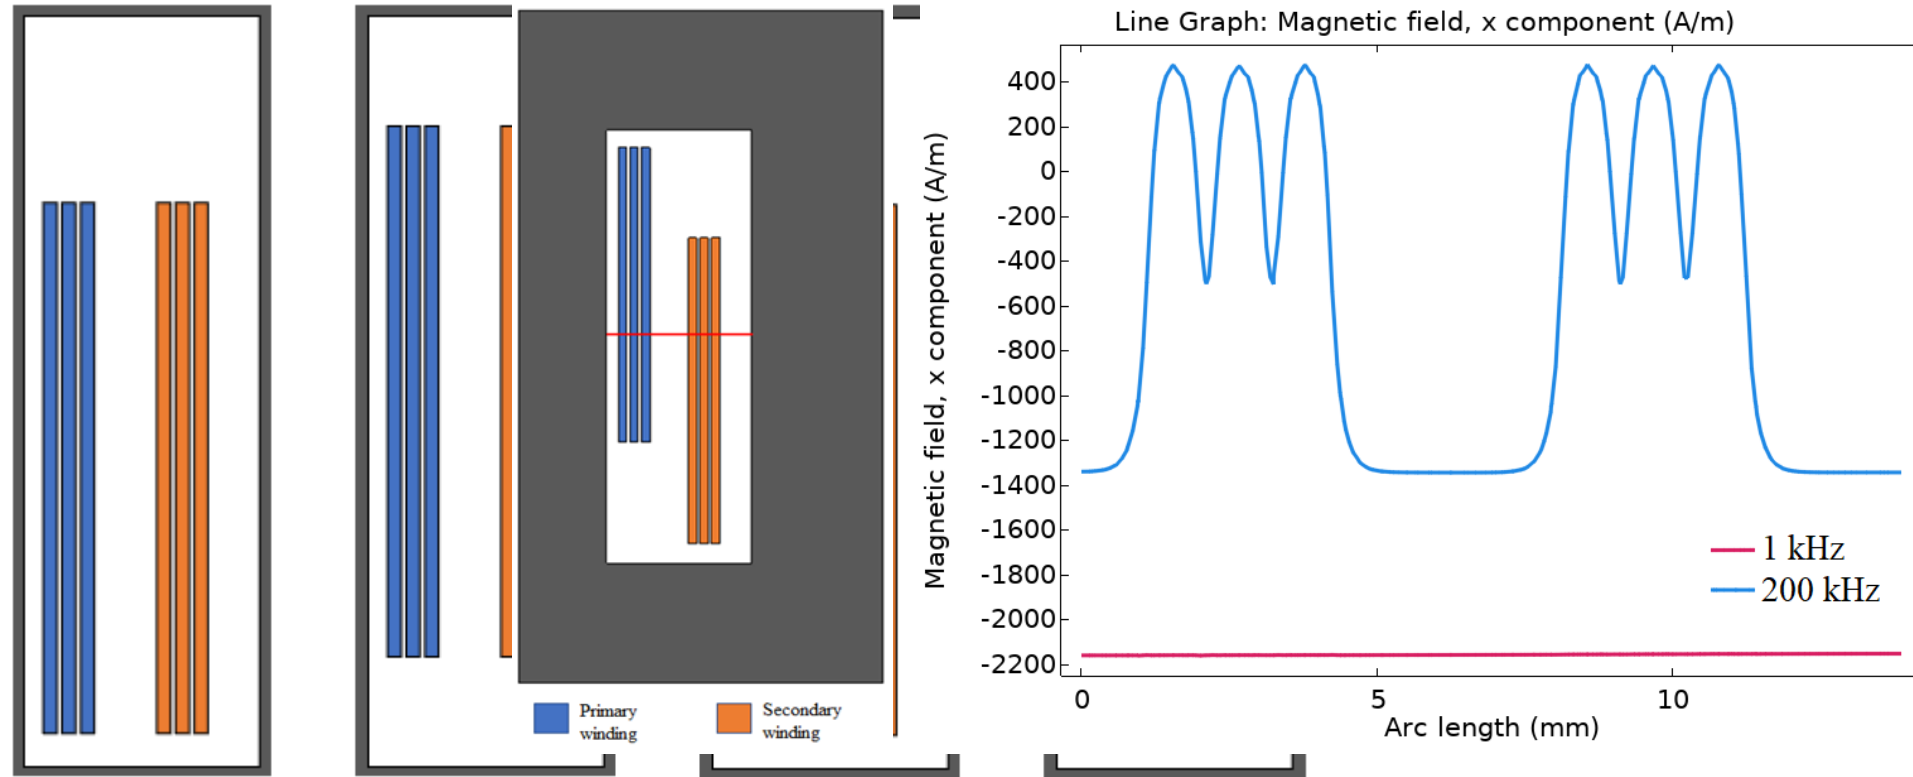 Line Graph: Magnetic field, x component (A/m)
Magnetic field, x component (A/m)
400
200
0
-200
-400
-600
-800
-1000
-1200
-1400
-1600
-1800
-2000
-2200
1 kHz
200 kHz
0 5 10
Arc length (mm)
Primary
winding
Secondary
winding